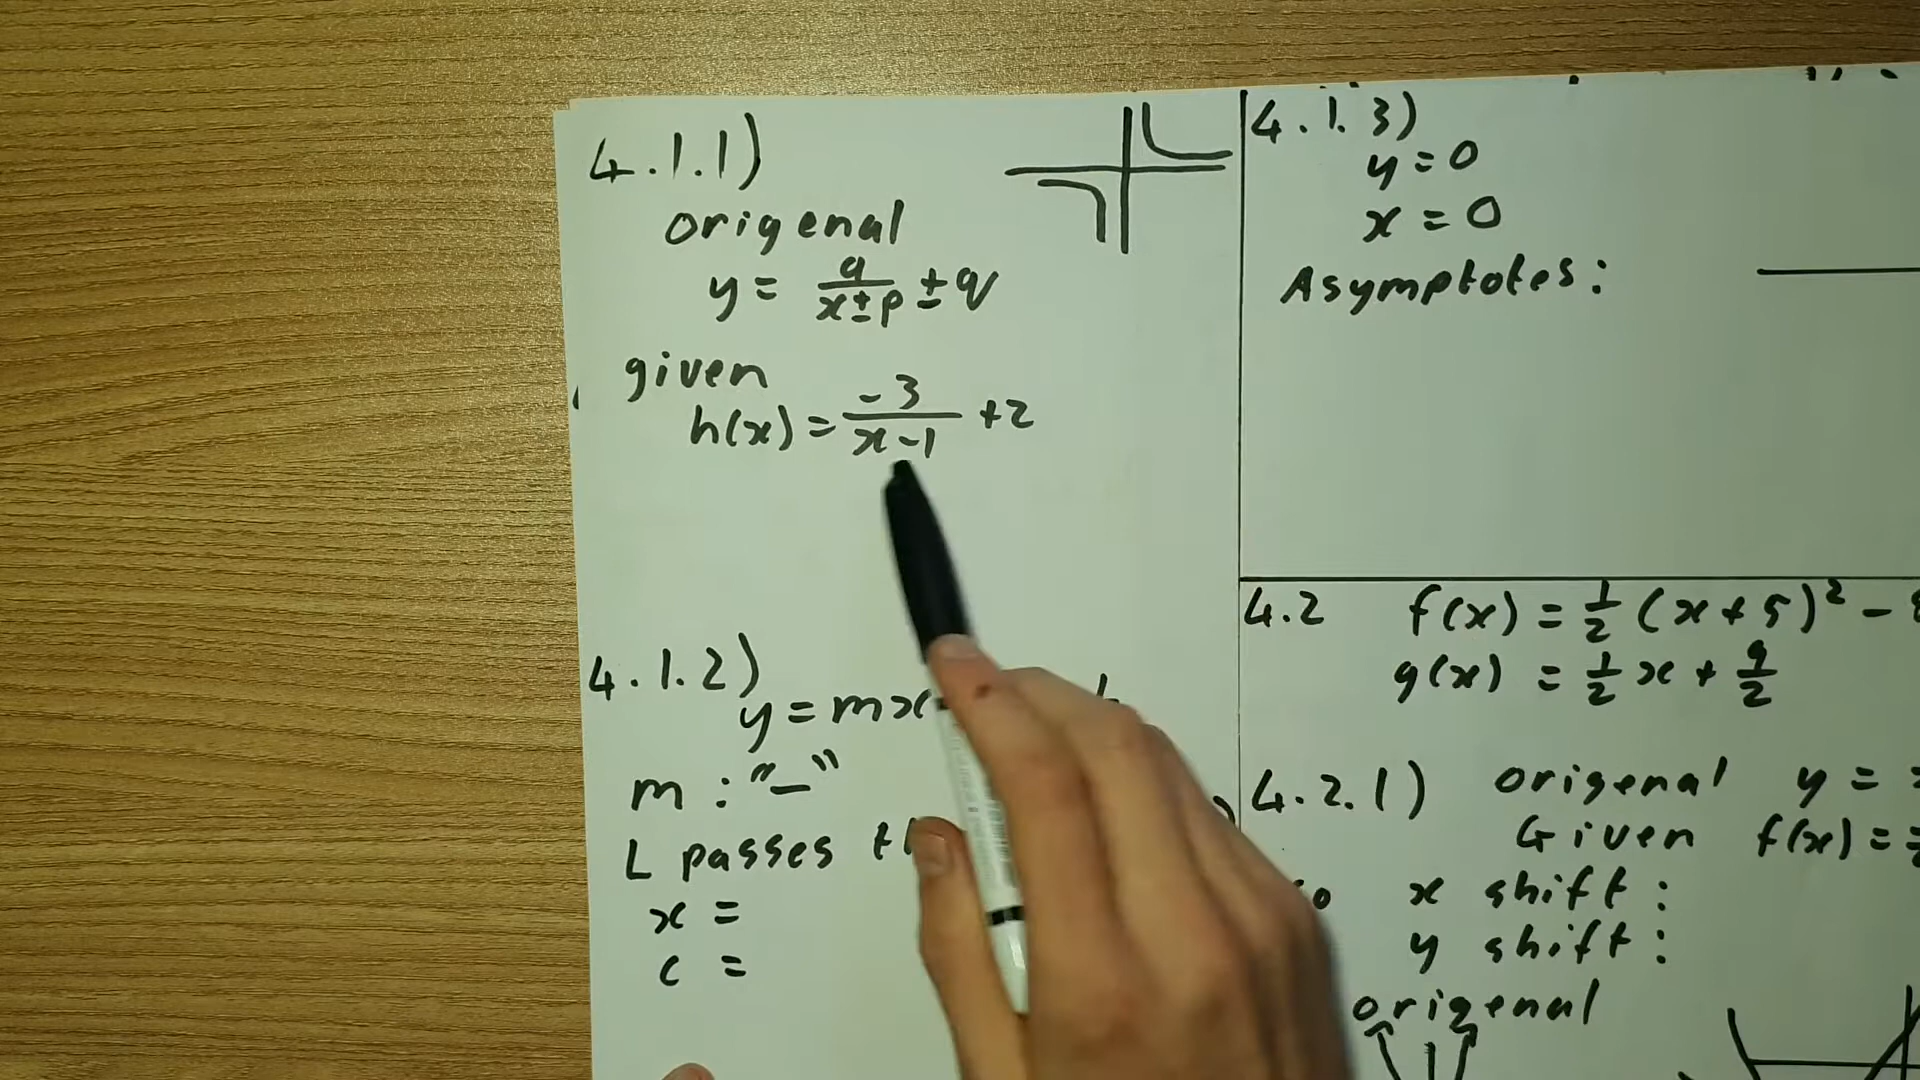 4.1.1)
origenal
y = a/x±p ± q
given
h(x) = -3/x-1 +2
4.1.2)
y = mx
m : "-"
L passes
x =
c =
4.1.3)
y = 0
x = 0
Asymptotes:
4.2 f(x) = 1/2 (x+5)² -
g(x) = 1/2 x + 9/2
4.2.1) origenal y =
Given f(x) =
x shift:
y shift:
origenal